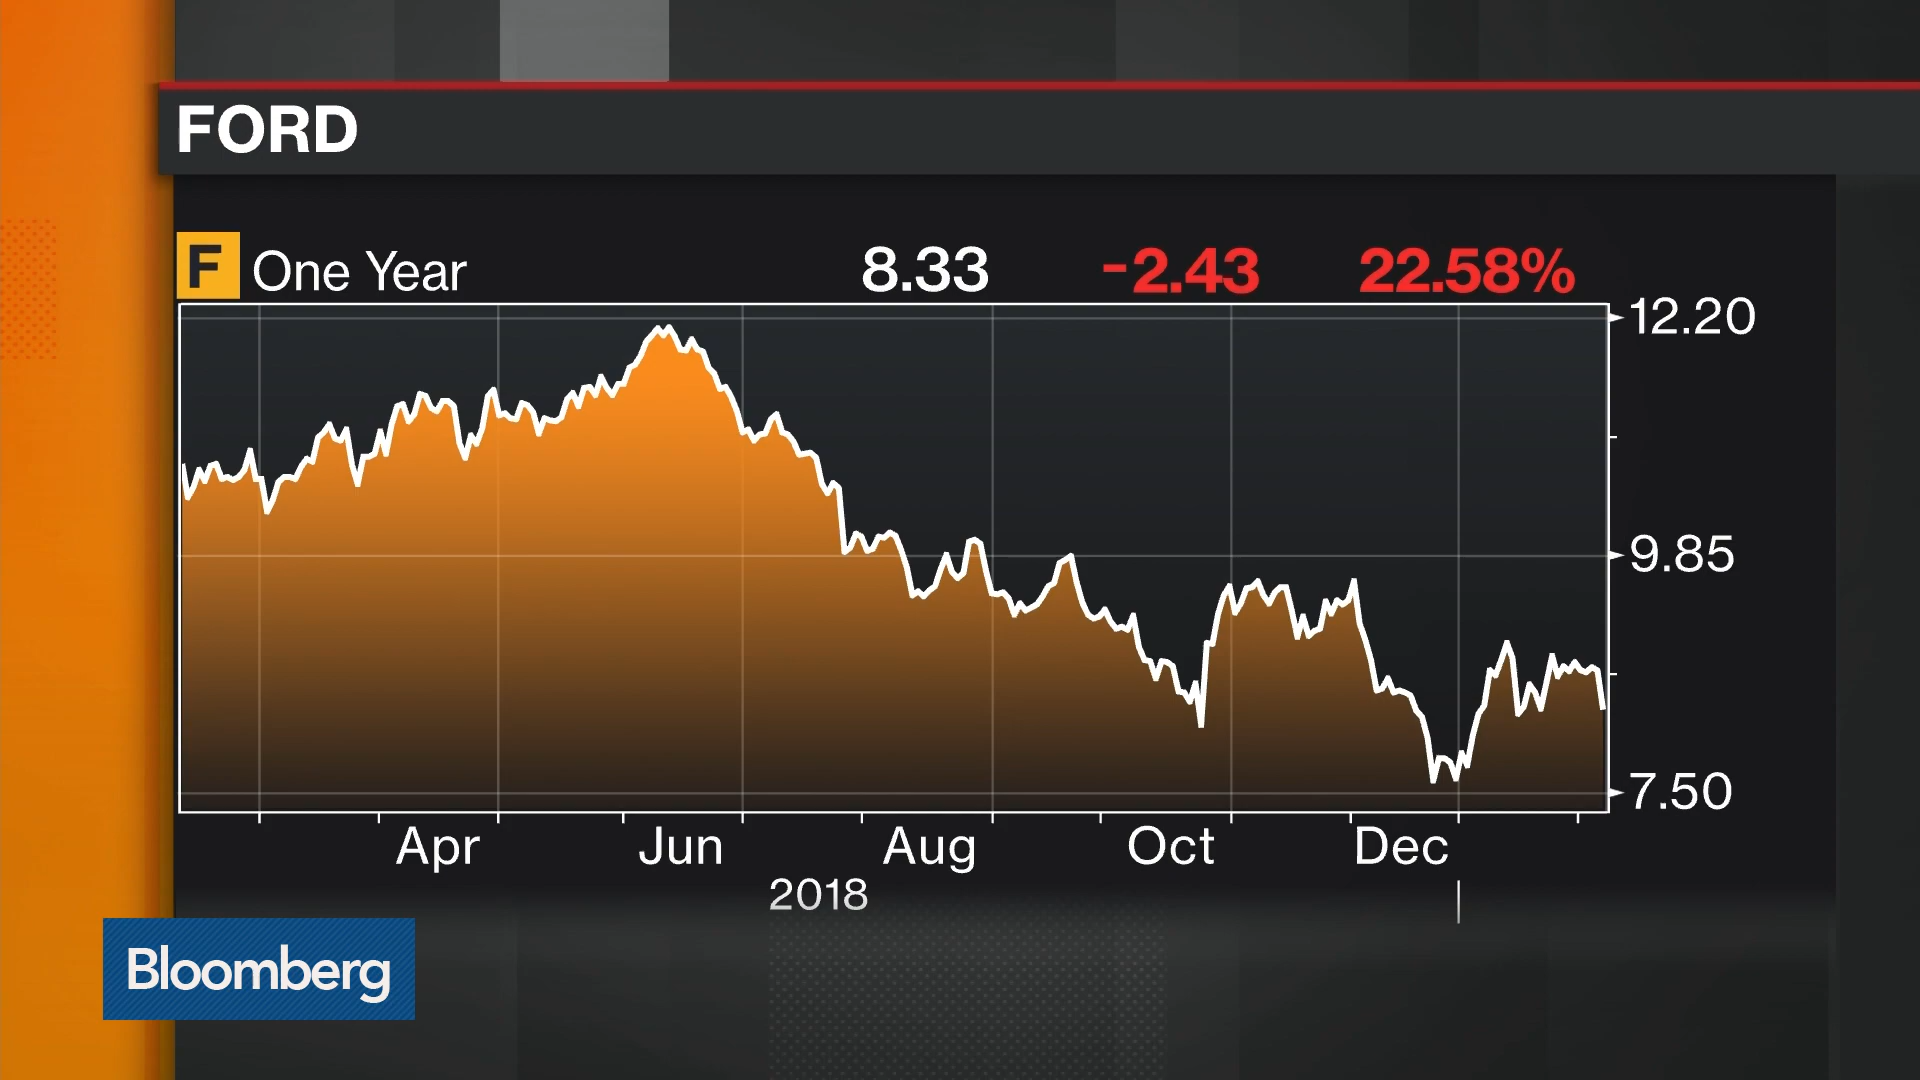 FORD
F One Year 8.33 -2.43 22.58%
12.20
9.85
7.50
Apr Jun Aug Oct Dec
2018
Bloomberg